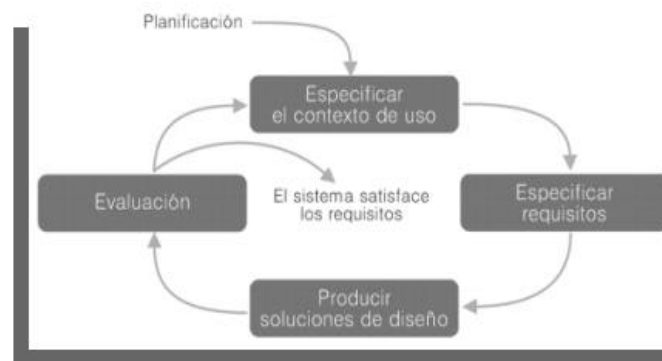 Planificación
Especificar
el contexto de uso
Evaluación
El sistema satisface
los requisitos
Especificar
requisitos
Producir
soluciones de diseño